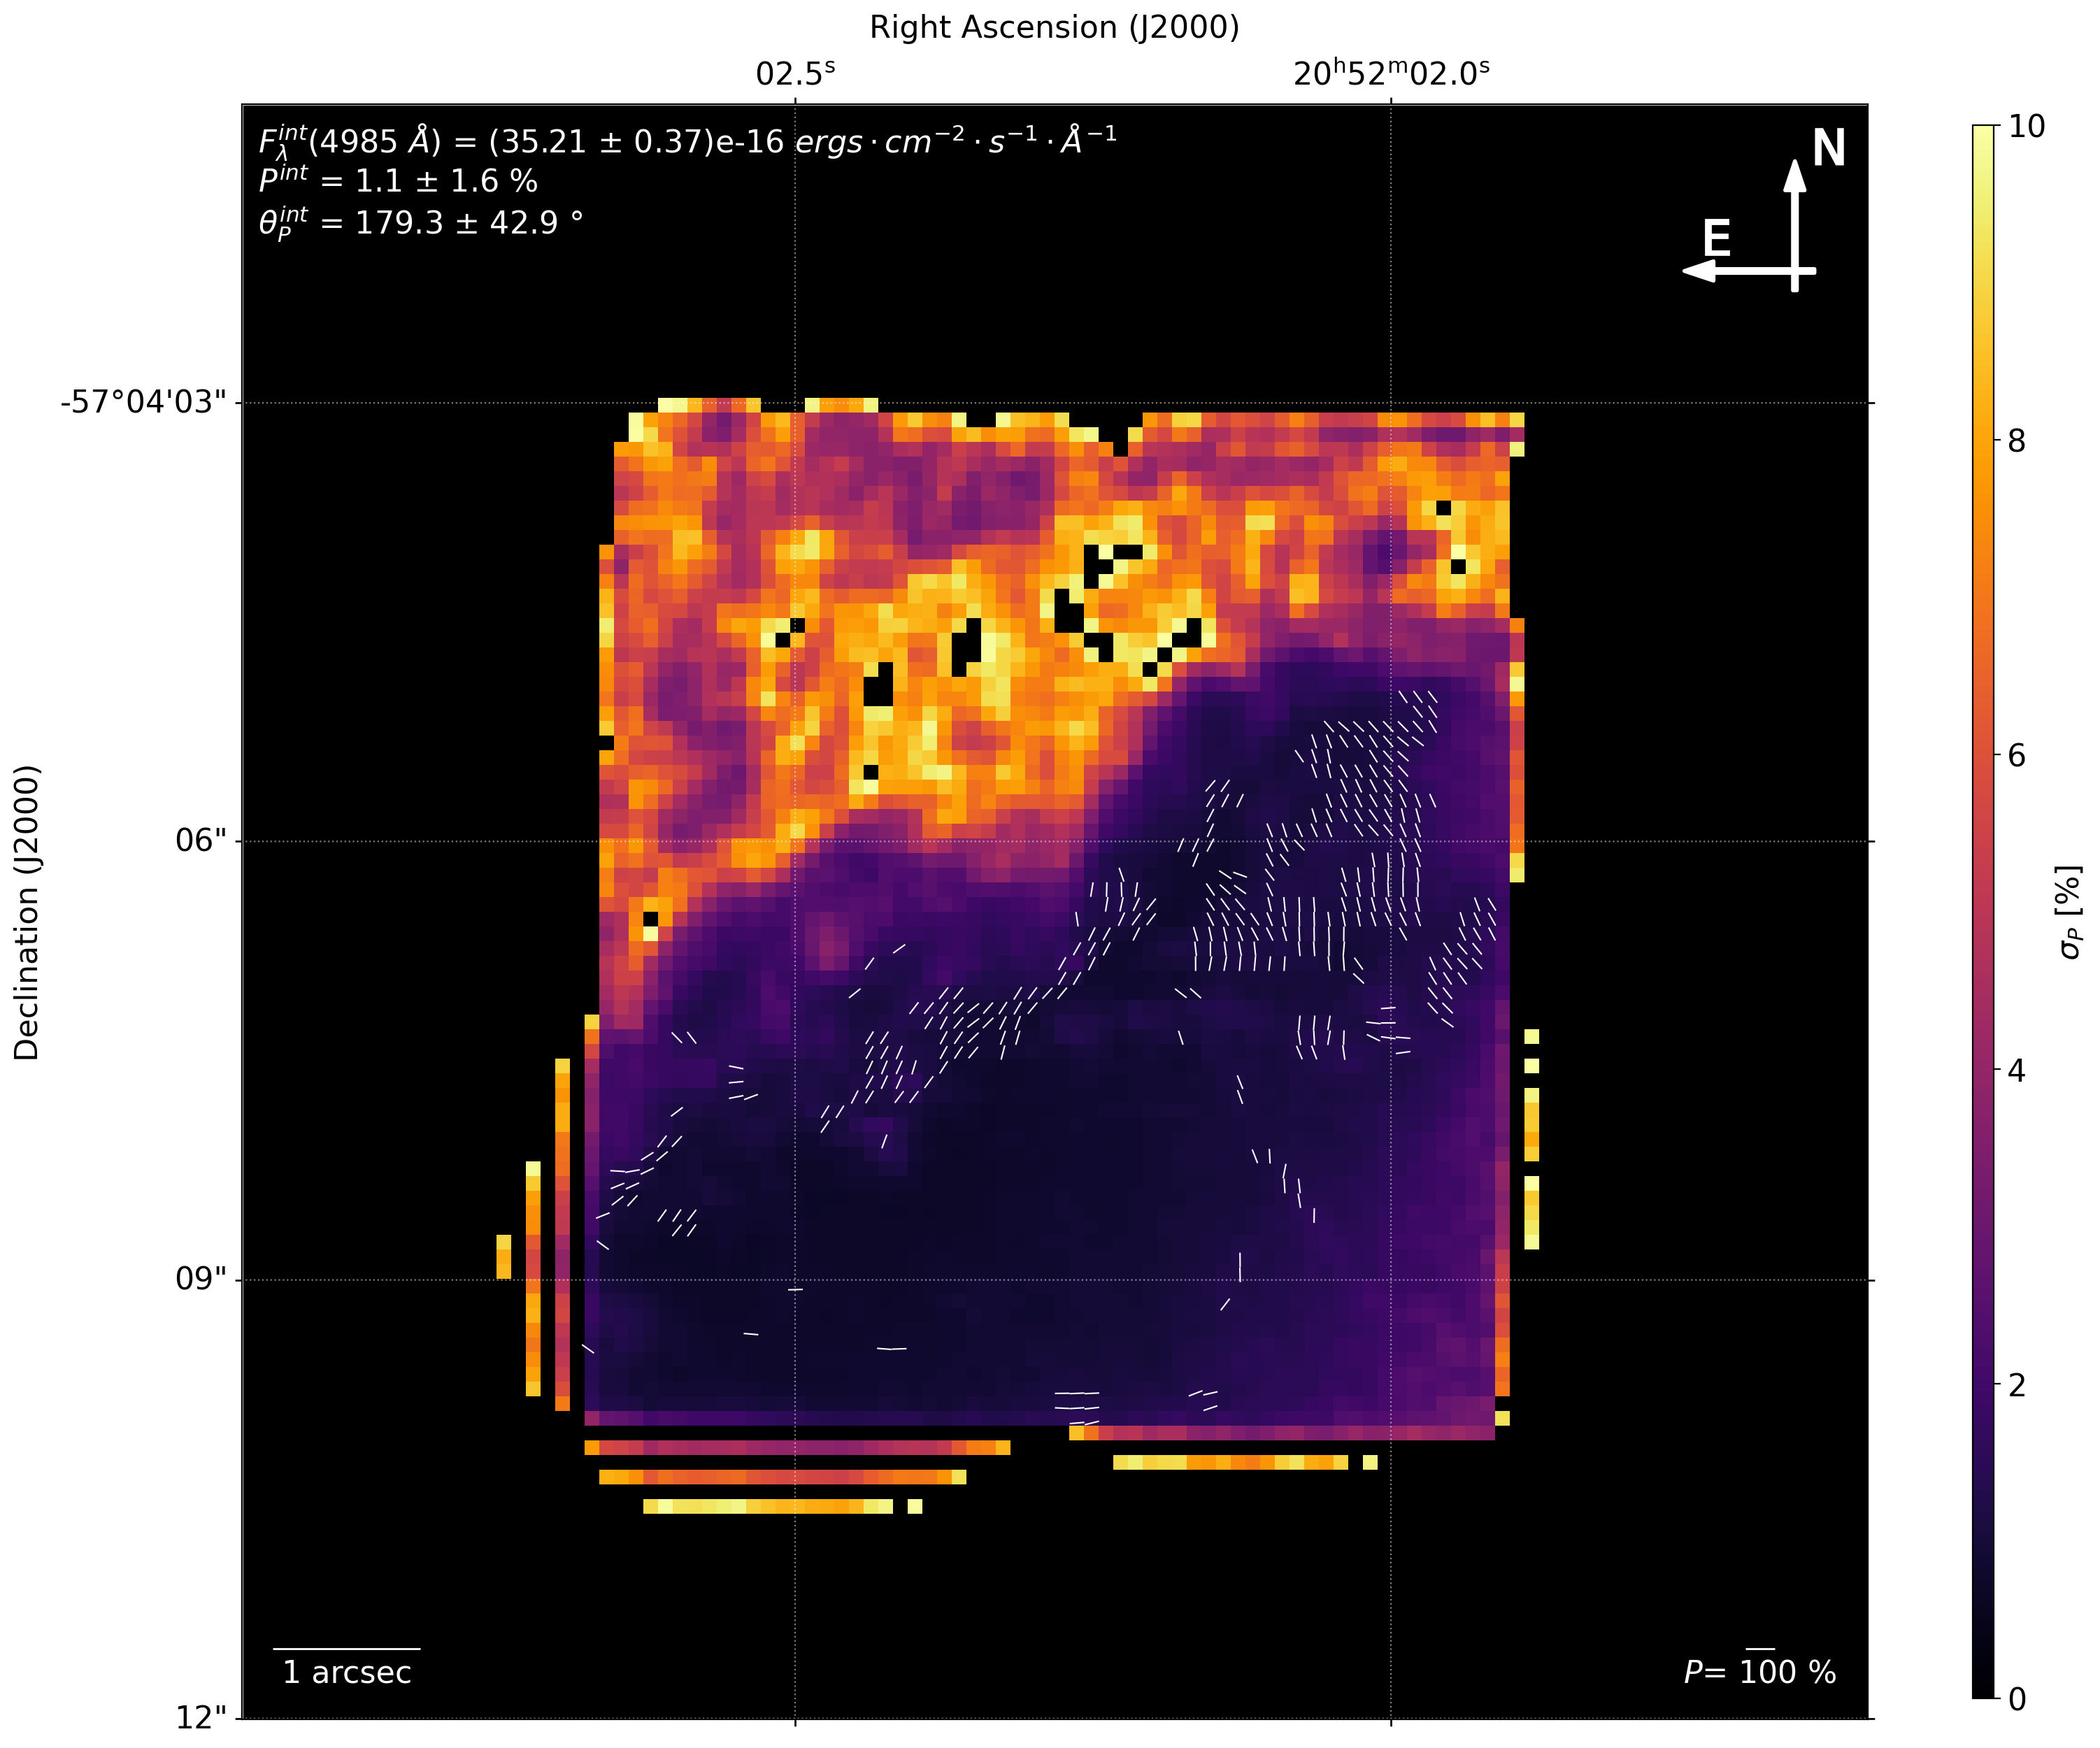 Right Ascension (J2000)
02.5ˢ
20ʰ52ᵐ02.0ˢ
F_λ^int(4985 Å) = (35.21 ± 0.37)e-16 ergs · cm⁻² · s⁻¹ · Å⁻¹
P^int = 1.1 ± 1.6 %
θ_P^int = 179.3 ± 42.9 °
N
E
-57°04'03"
06"
09"
12"
Declination (J2000)
1 arcsec
P= 100 %
10
8
6
4
2
0
σ_P [%]